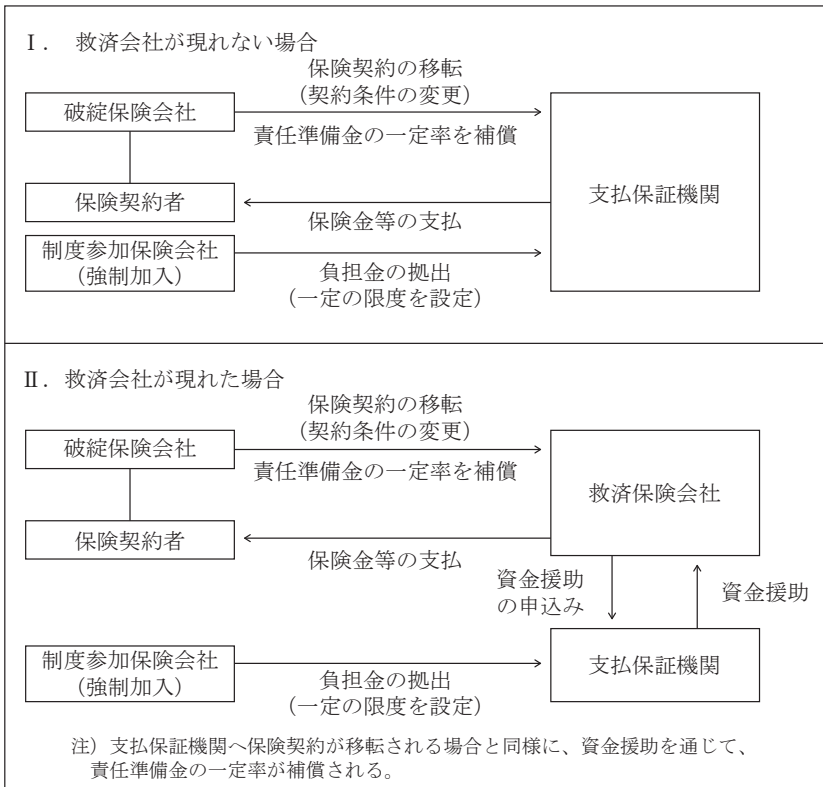 Ⅰ. 救済会社が現れない場合
保険契約の移転
(契約条件の変更)
破綻保険会社
責任準備金の一定率を補償
支払保証機関
保険契約者
保険金等の支払
制度参加保険会社
(強制加入)
負担金の拠出
(一定の限度を設定)
Ⅱ. 救済会社が現れた場合
保険契約の移転
(契約条件の変更)
破綻保険会社
責任準備金の一定率を補償
救済保険会社
保険契約者
保険金等の支払
資金援助
の申込み
資金援助
制度参加保険会社
(強制加入)
支払保証機関
負担金の拠出
(一定の限度を設定)
注) 支払保証機関へ保険契約が移転される場合と同様に、資金援助を通じて、
責任準備金の一定率が補償される。